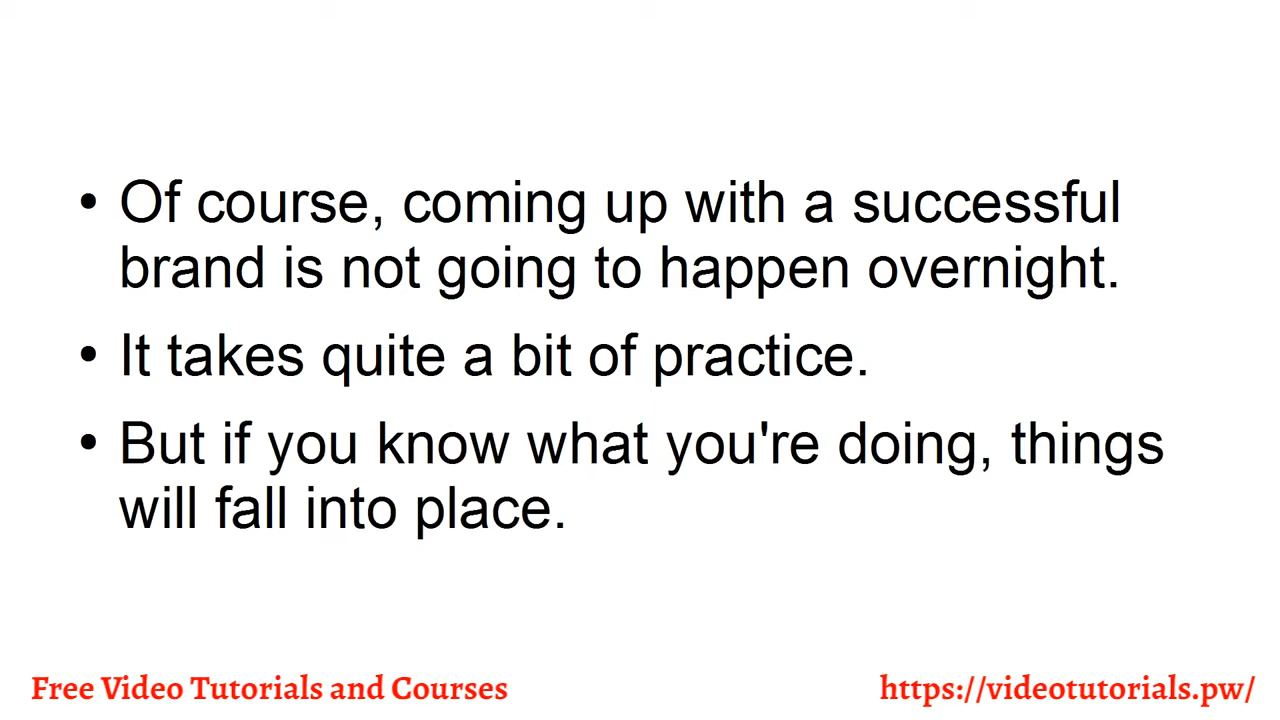 • Of course, coming up with a successful
brand is not going to happen overnight.
• It takes quite a bit of practice.
• But if you know what you're doing, things
will fall into place.
Free Video Tutorials and Courses
https://videotutorials.pw/